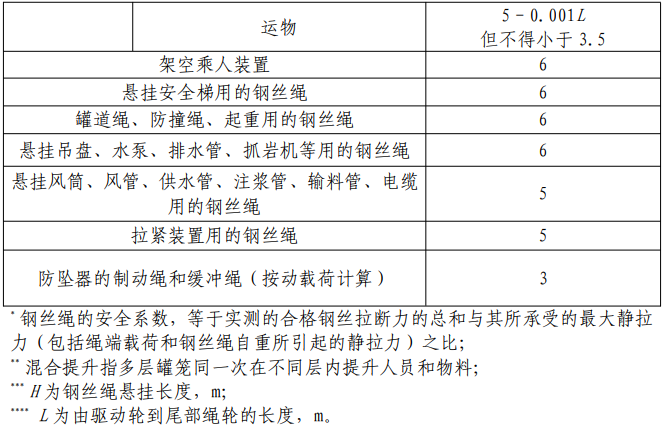 运物
5-0.001L
但不得小于 3.5
架空乘人装置
6
悬挂安全梯用的钢丝绳
6
罐道绳、防撞绳、起重用的钢丝绳
6
悬挂吊盘、水泵、排水管、抓岩机等用的钢丝绳
6
悬挂风筒、风管、供水管、注浆管、输料管、电缆
用的钢丝绳
5
拉紧装置用的钢丝绳
5
防坠器的制动绳和缓冲绳（按动载荷计算）
3
* 钢丝绳的安全系数，等于实测的合格钢丝拉断力的总和与其所承受的最大静拉
力（包括绳端载荷和钢丝绳自重所引起的静拉力）之比；
** 混合提升指多层罐笼同一次在不同层内提升人员和物料；
*** H 为钢丝绳悬挂长度，m；
**** L 为由驱动轮到尾部绳轮的长度，m。